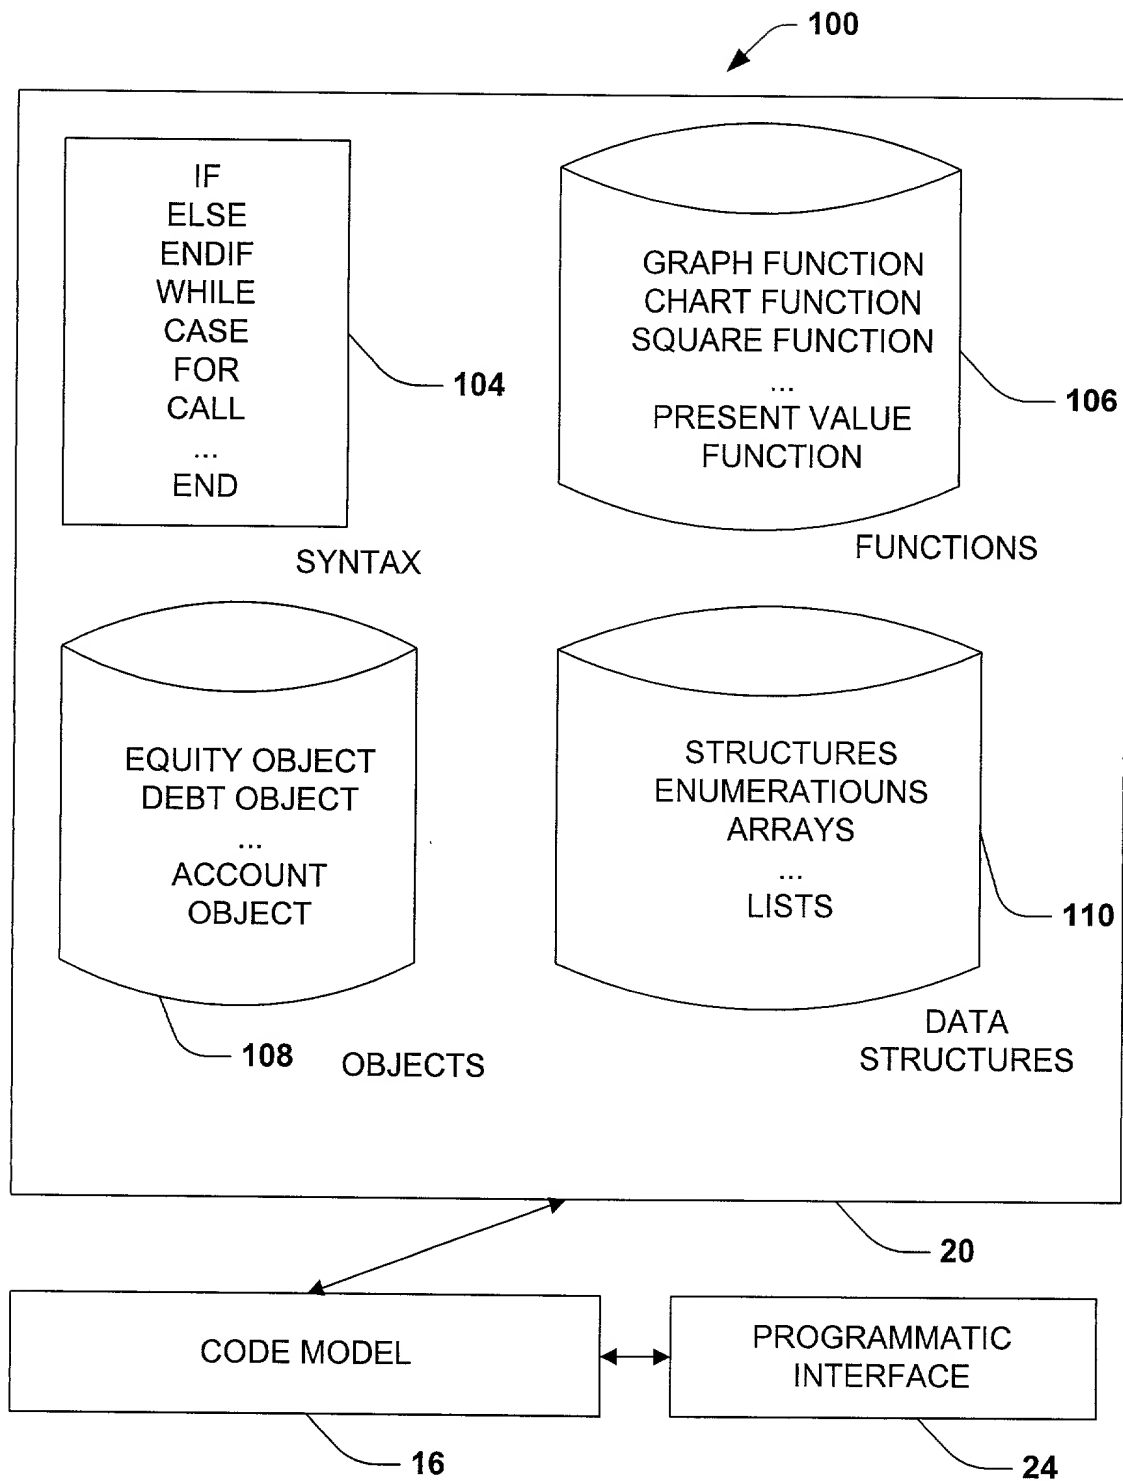 100
IF
ELSE
ENDIF
WHILE
CASE
FOR
CALL
...
END
104
SYNTAX
GRAPH FUNCTION
CHART FUNCTION
SQUARE FUNCTION
...
PRESENT VALUE
FUNCTION
106
FUNCTIONS
EQUITY OBJECT
DEBT OBJECT
...
ACCOUNT
OBJECT
108
OBJECTS
STRUCTURES
ENUMERATIOUNS
ARRAYS
...
LISTS
110
DATA
STRUCTURES
20
CODE MODEL
16
PROGRAMMATIC
INTERFACE
24